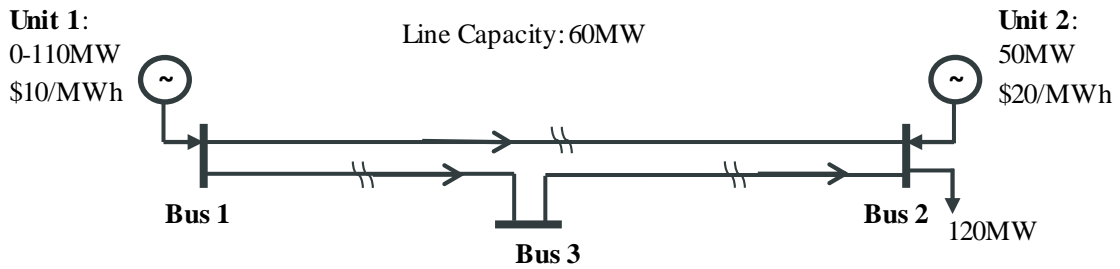 Unit 1:
0-110MW
$10/MWh
~
Line Capacity: 60MW
Unit 2:
50MW
$20/MWh
~
Bus 1
Bus 2
120MW
Bus 3